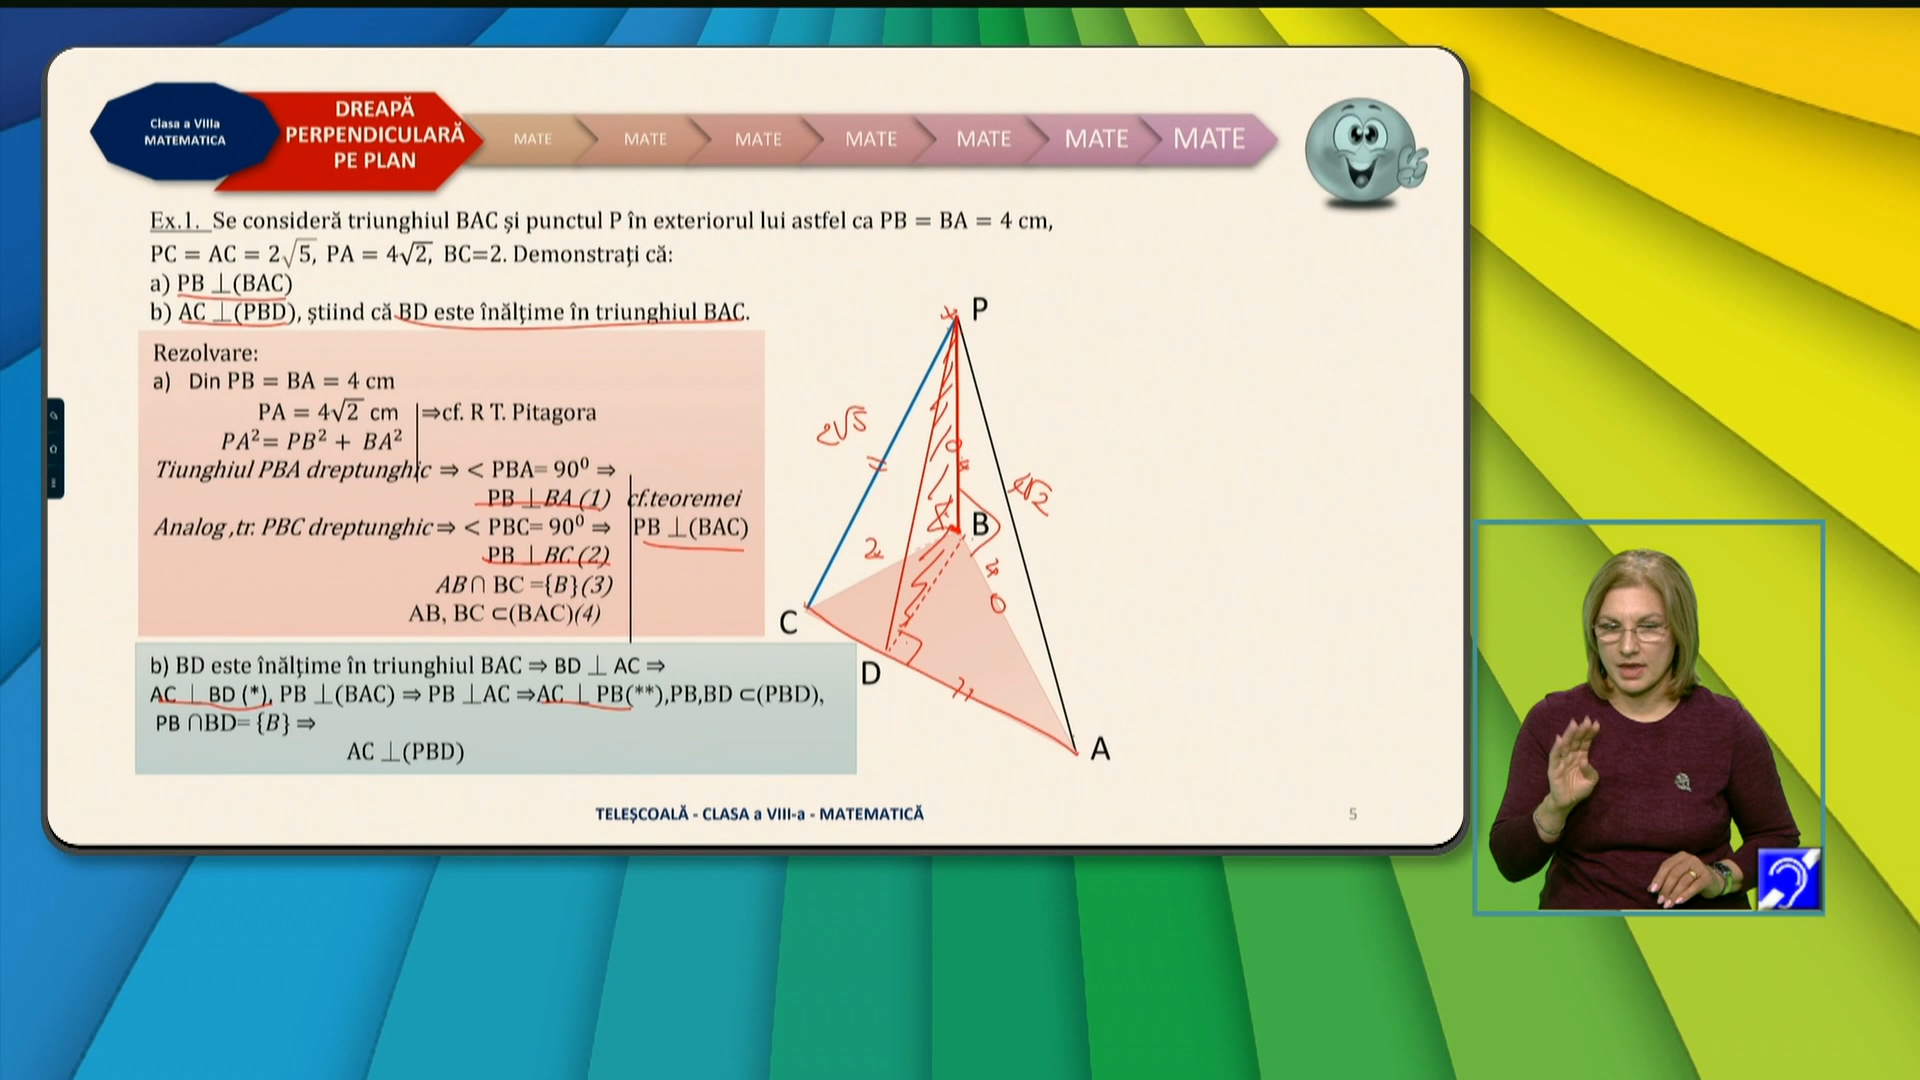 Clasa a VIIIa
MATEMATICA
DREAPĂ
PERPENDICULARĂ
PE PLAN
MATE
MATE
MATE
MATE
MATE
MATE
MATE
Ex.1. Se consideră triunghiul BAC și punctul P în exteriorul lui astfel ca PB = BA = 4 cm,
PC = AC = 2√5, PA = 4√2, BC=2. Demonstrați că:
a) PB ⊥(BAC)
b) AC ⊥(PBD), știind că BD este înălțime în triunghiul BAC.
Rezolvare:
a) Din PB = BA = 4 cm
PA = 4√2 cm |⇒cf. R T. Pitagora
PA²= PB² + BA²
Tiunghiul PBA dreptunghic ⇒ < PBA= 90⁰ ⇒
PB ⊥ BA (1) cf.teoremei
Analog ,tr. PBC dreptunghic ⇒ < PBC= 90⁰ ⇒ PB ⊥(BAC)
PB ⊥ BC (2)
AB∩ BC ={B}(3)
AB, BC ⊂(BAC)(4)
b) BD este înălțime în triunghiul BAC ⇒ BD ⊥ AC ⇒
AC ⊥ BD (*), PB ⊥(BAC) ⇒ PB ⊥AC ⇒AC ⊥ PB(**),PB,BD ⊂(PBD),
PB ∩BD= {B} ⇒
AC ⊥(PBD)
P
2√5
4√2
B
2
4
C
D
A
TELEȘCOALĂ - CLASA a VIII-a - MATEMATICĂ
5